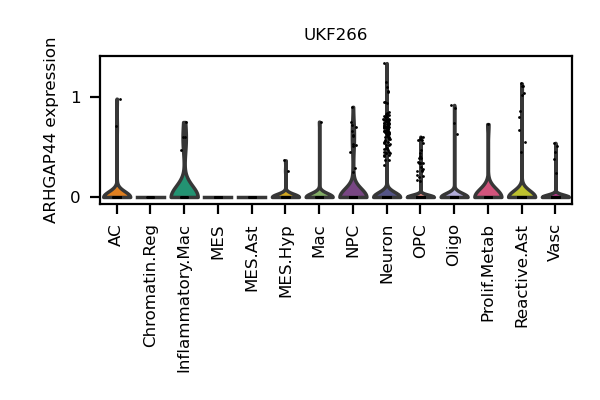 UKF266
ARHGAP44 expression
1
0
AC
Chromatin.Reg
Inflammatory.Mac
MES
MES.Ast
MES.Hyp
Mac
NPC
Neuron
OPC
Oligo
Prolif.Metab
Reactive.Ast
Vasc